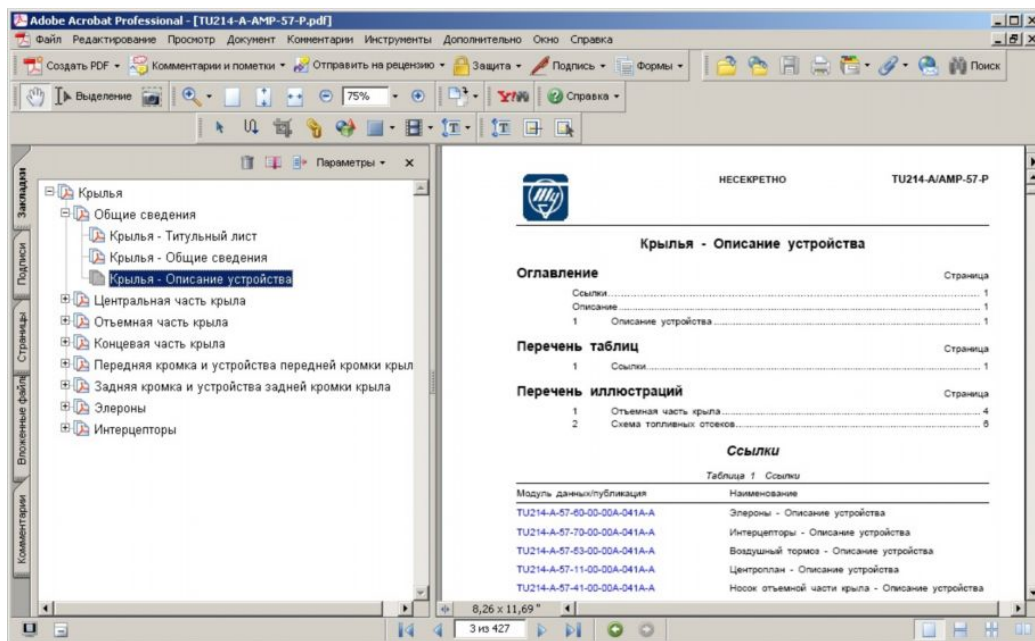 Adobe Acrobat Professional - [TU214-A-AMP-57-P.pdf]
Файл Редактирование Просмотр Документ Комментарии Инструменты Дополнительно Окно Справка
Создать PDF Комментарии и пометки Отправить на рецензию Защита Подпись Формы Поиск
Выделение 75% Y! Справка
Параметры
Закладки
Подписи
Страницы
Вложенные файлы
Комментарии
Крылья
Общие сведения
Крылья - Титульный лист
Крылья - Общие сведения
Крылья - Описание устройства
Центральная часть крыла
Отъемная часть крыла
Концевая часть крыла
Передняя кромка и устройства передней кромки крыл
Задняя кромка и устройства задней кромки крыла
Элероны
Интерцепторы
Ту
НЕСЕКРЕТНО TU214-A/AMP-57-P
Крылья - Описание устройства
Оглавление Страница
Ссылки 1
Описание 1
1 Описание устройства 1
Перечень таблиц Страница
1 Ссылки 1
Перечень иллюстраций Страница
1 Отъемная часть крыла 4
2 Схема топливных отсеков 6
Ссылки
Таблица 1 Ссылки
Модуль данных/публикация Наименование
TU214-A-57-60-00-00A-041A-A Элероны - Описание устройства
TU214-A-57-70-00-00A-041A-A Интерцепторы - Описание устройства
TU214-A-57-53-00-00A-041A-A Воздушный тормоз - Описание устройства
TU214-A-57-11-00-00A-041A-A Центроплан - Описание устройства
TU214-A-57-41-00-00A-041A-A Носок отъемной части крыла - Описание устройства
8,26 x 11,69 "
3 из 427